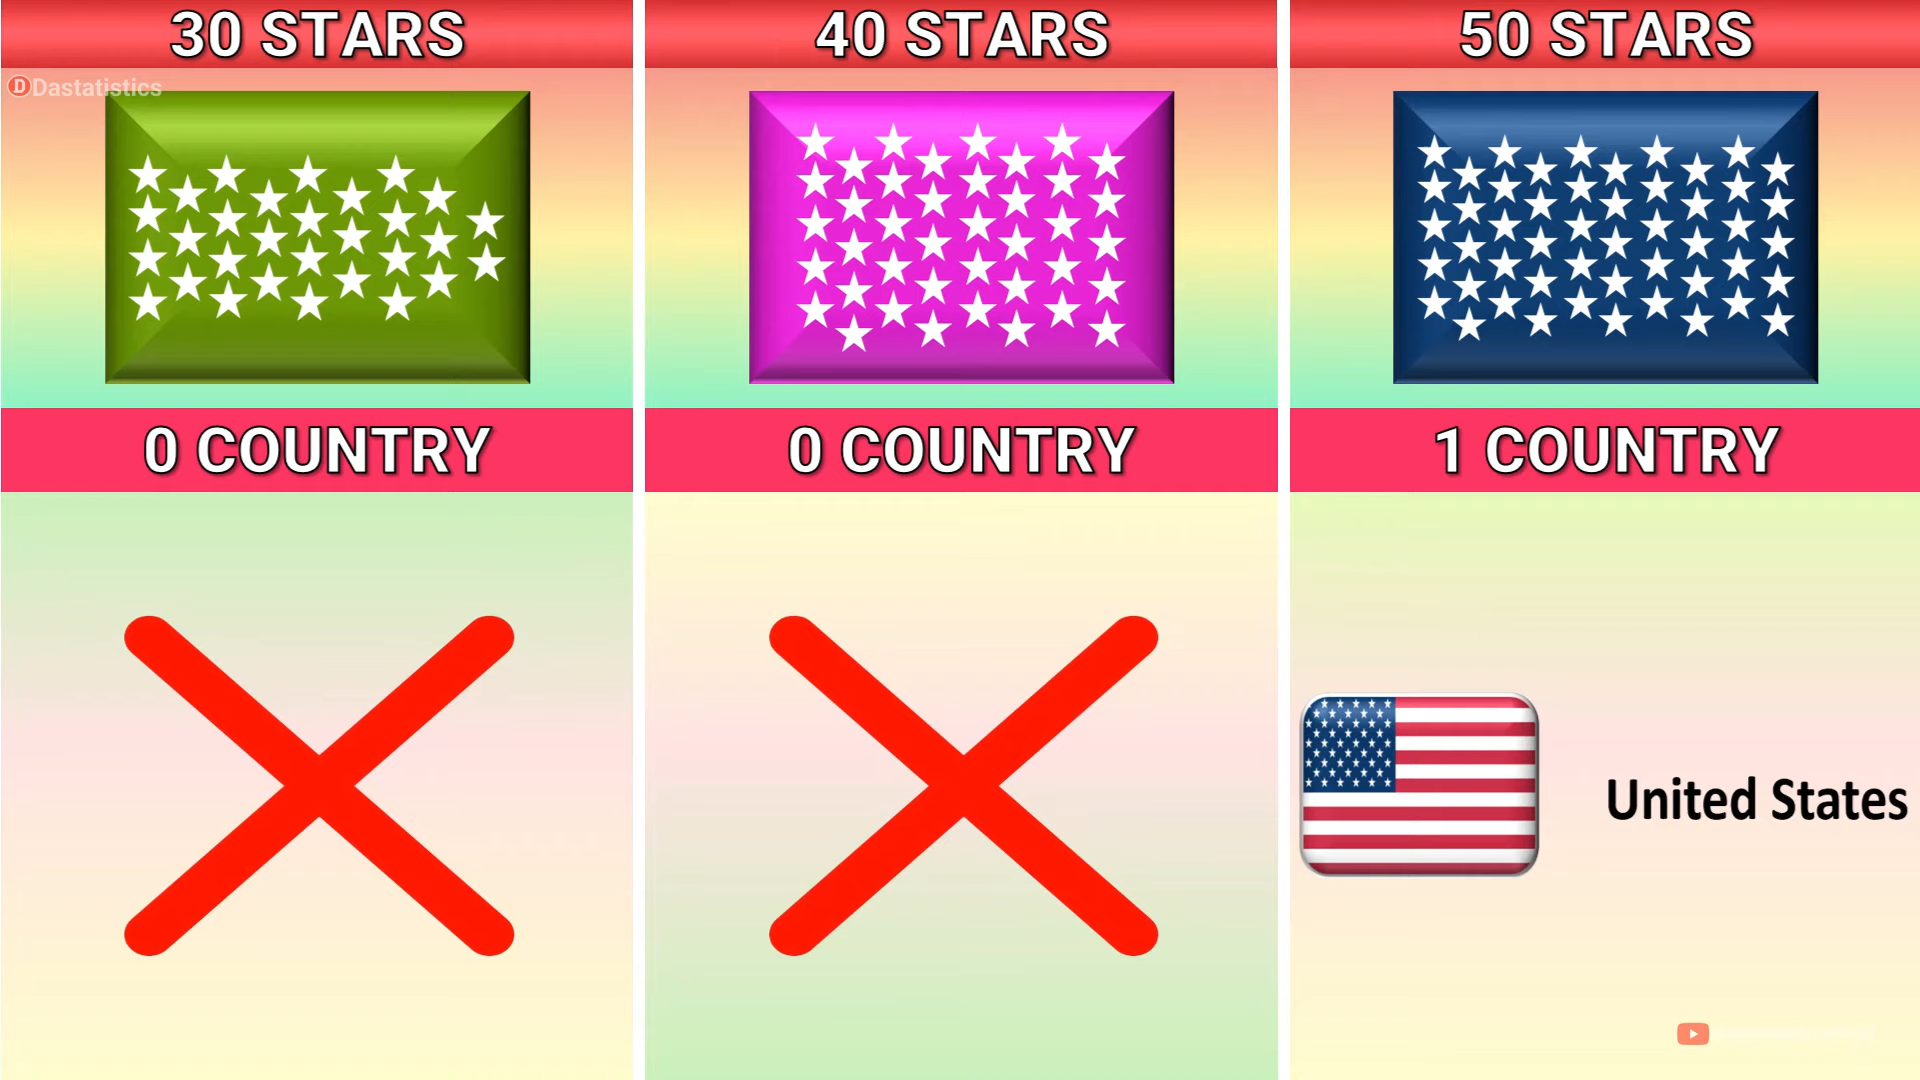 30 STARS
40 STARS
50 STARS
Dastatistics
0 COUNTRY
0 COUNTRY
1 COUNTRY
United States